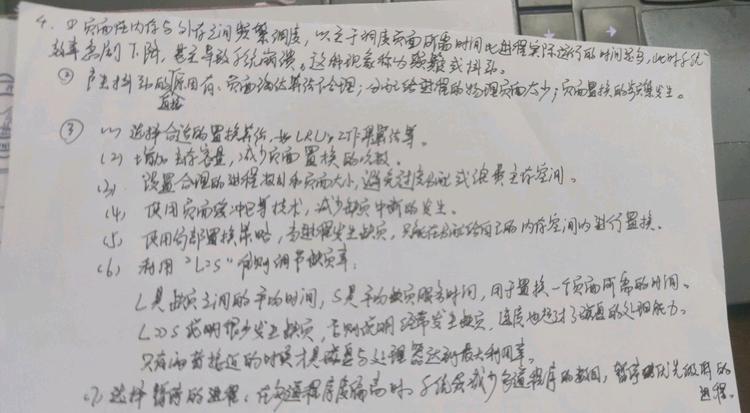 4. ① 页面在内存与外存之间频繁调度，以至于调度页面所需时间比进程实际运行的时间还多，此时系统
效率急剧下降，甚至导致系统崩溃。这种现象称为颠簸或抖动。
② 产生抖动的原因有：页面淘汰算法不合理；分配给进程的物理页面太少；页面置换的频繁发生。
③ (1) 选择合适的置换算法，如LRU、工作集算法等。
(2) 增加主存容量，减少页面置换的次数。
(3) 设置合理的进程数和页面大小，避免过度分配或浪费主存空间。
(4) 使用页面缓冲等技术，减少缺页中断的发生。
(5) 使用局部置换策略，当进程发生缺页，只能在分配给自己的内存空间内进行置换。
(6) 利用"L=S"准则调节缺页率：
L是缺页之间的平均时间，S是平均缺页服务时间，用于置换一个页面所需的时间。
L>S说明很少发生缺页，否则说明经常发生缺页，速度也超过了磁盘的处理能力。
只有两者接近的时候才是磁盘与处理器达到最大利用率。
(7) 选择暂停的进程：在多道程序度偏高时，系统会减少多道程序的数目，暂停优先级低的
进程。